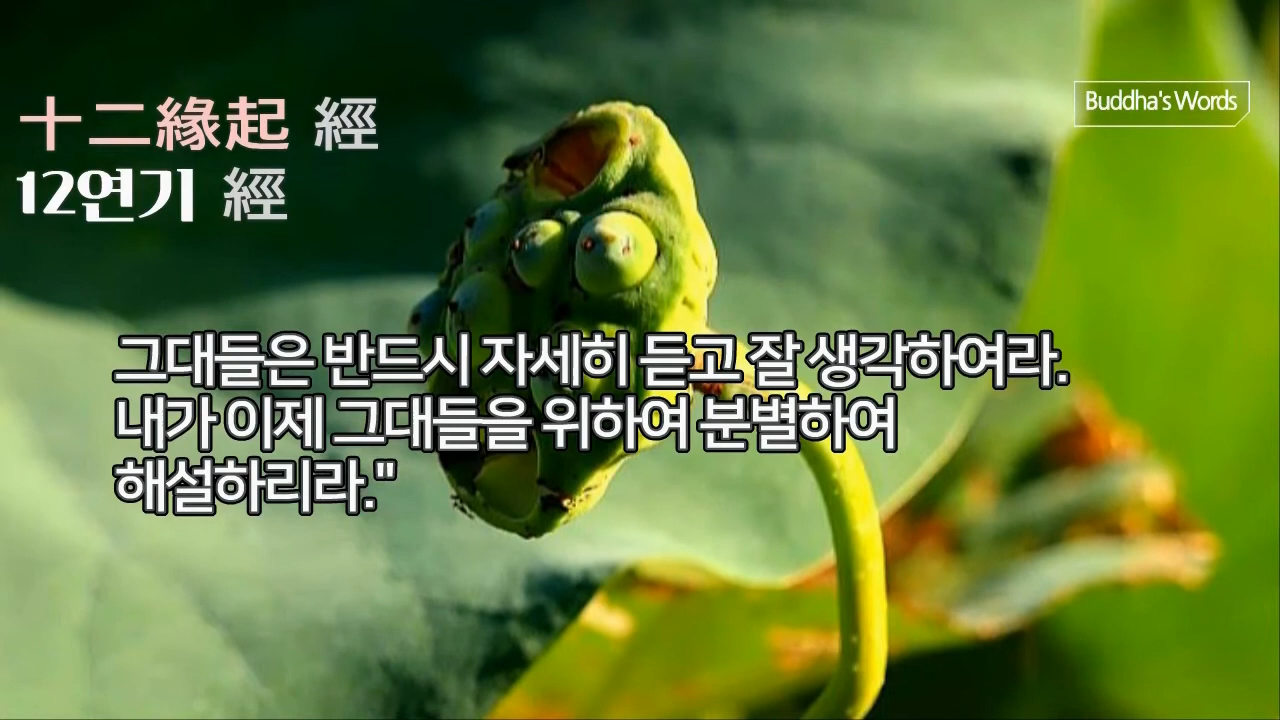 十二緣起 經
Buddha's Words
12연기 經
그대들은 반드시 자세히 듣고 잘 생각하여라.
내가 이제 그대들을 위하여 분별하여
해설하리라."